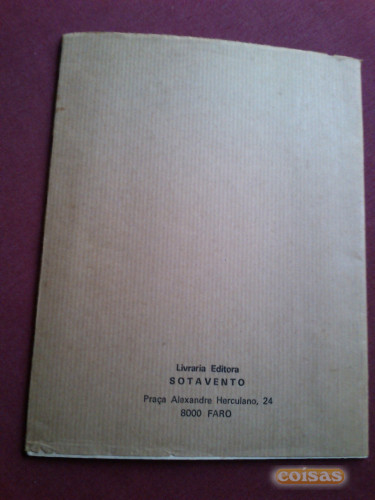 Livraria Editora
SOTAVENTO
Praça Alexandre Herculano, 24
8000 FARO
coisas